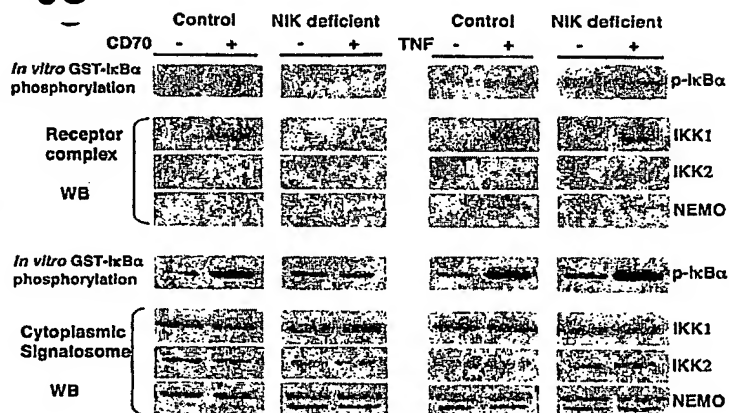 Control NIK deficient Control NIK deficient
CD70 - + - + TNF - + - +
In vitro GST-IκBα phosphorylation p-IκBα
Receptor complex
WB
IKK1
IKK2
NEMO
In vitro GST-IκBα phosphorylation p-IκBα
Cytoplasmic Signalosome
WB
IKK1
IKK2
NEMO